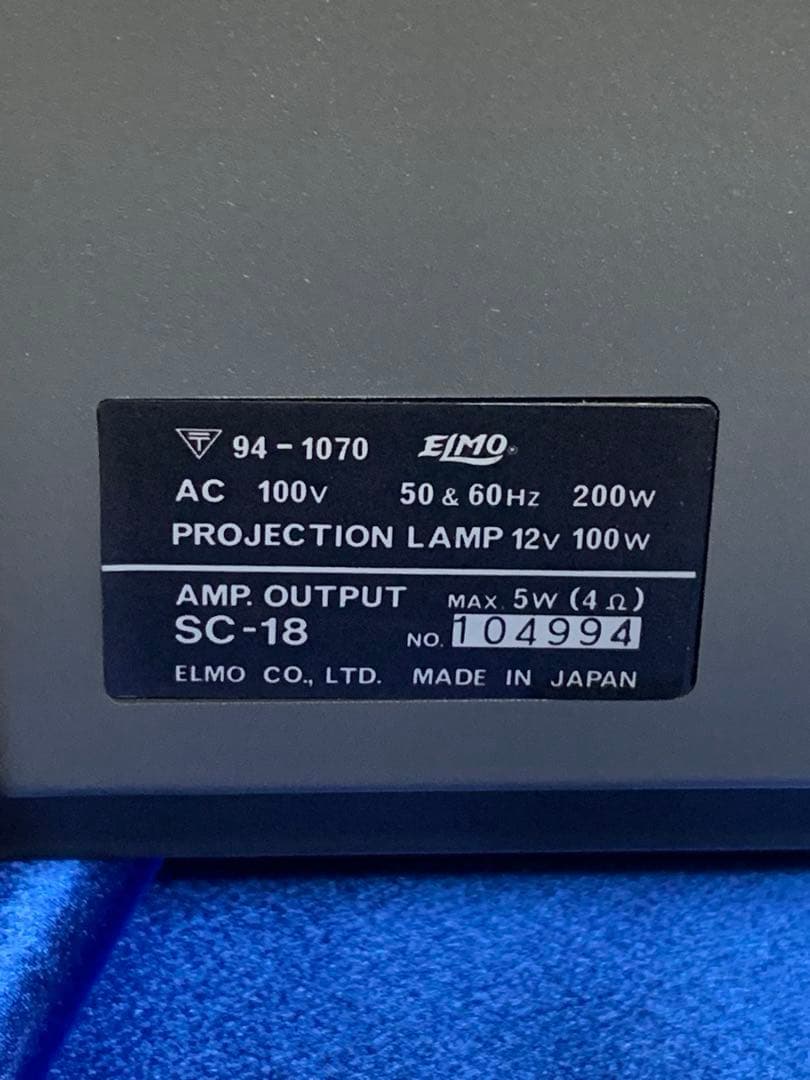 94-1070 ELMO
AC 100V 50 & 60Hz 200W
PROJECTION LAMP 12V 100W
AMP. OUTPUT MAX. 5W (4Ω)
SC-18 NO. 104994
ELMO CO., LTD. MADE IN JAPAN